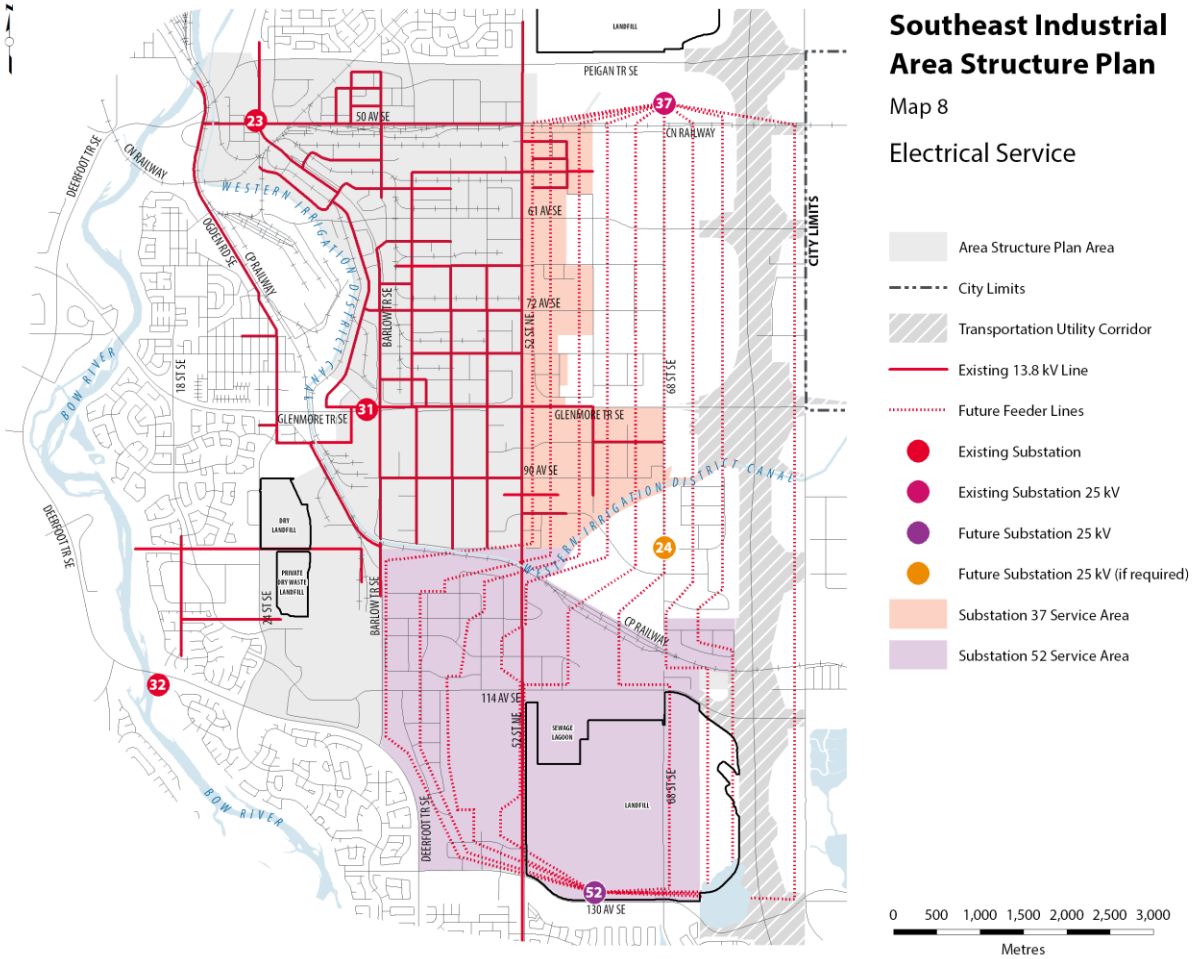 N
Southeast Industrial
Area Structure Plan
Map 8
Electrical Service
Area Structure Plan Area
City Limits
Transportation Utility Corridor
Existing 13.8 kV Line
Future Feeder Lines
Existing Substation
Existing Substation 25 kV
Future Substation 25 kV
Future Substation 25 kV (if required)
Substation 37 Service Area
Substation 52 Service Area
0 500 1,000 1,500 2,000 2,500 3,000
Metres
LANDFILL
PEIGAN TR SE
37
23
50 AV SE
CN RAILWAY
DEERFOOT TR SE
CN RAILWAY
WESTERN IRRIGATION DISTRICT CANAL
61 AV SE
CITY LIMITS
OGDEN RD SE
CP RAILWAY
BARLOW TR SE
72 AV SE
52 ST NE
BOW RIVER
18 ST SE
68 ST SE
31
GLENMORE TR SE
GLENMORE TR SE
90 AV SE
WESTERN IRRIGATION DISTRICT CANAL
DEERFOOT TR SE
DRY
LANDFILL
24
PRIVATE
DRY WASTE
LANDFILL
24 ST SE
BARLOW TR SE
CP RAILWAY
32
114 AV SE
52 ST NE
SEWAGE
LAGOON
LANDFILL
68 ST SE
BOW RIVER
DEERFOOT TR SE
52
130 AV SE